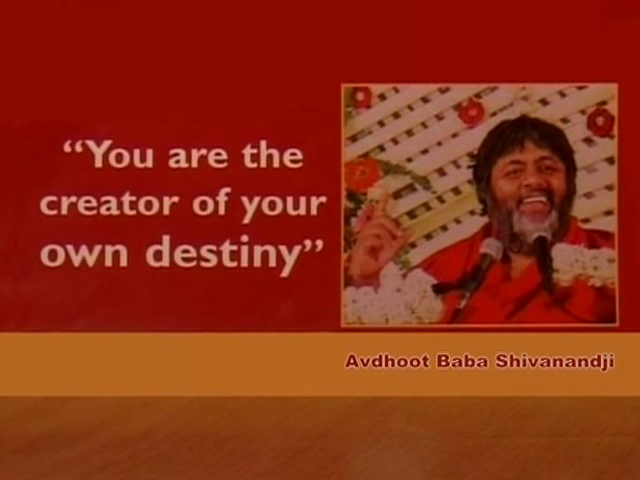 “You are the
creator of your
own destiny”
Avdhoot Baba Shivanandji